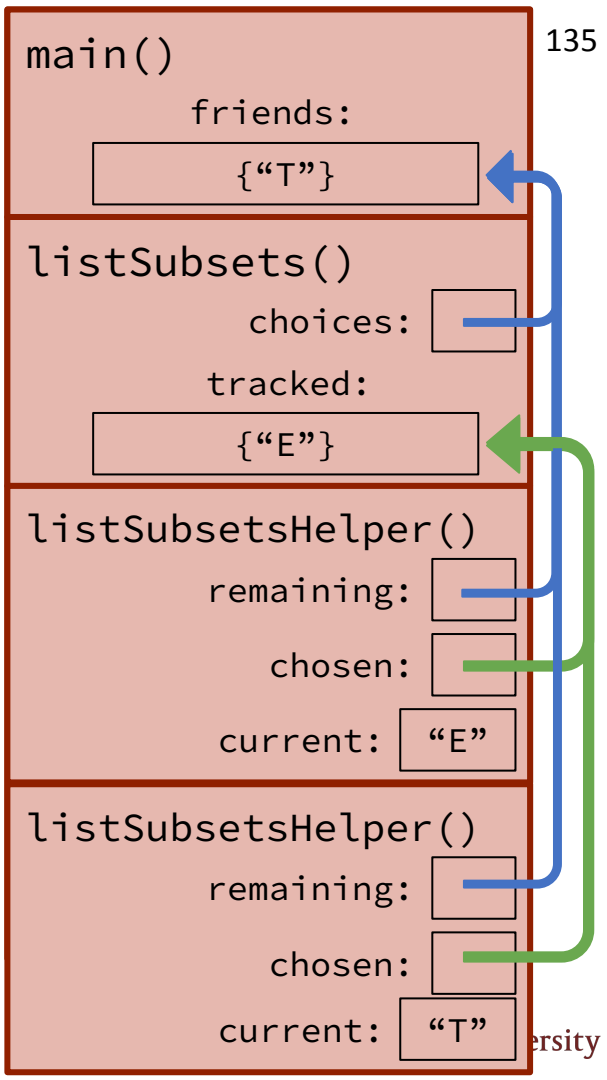 135
main()
friends:
{“T”}
listSubsets()
choices:
tracked:
{“E”}
listSubsetsHelper()
remaining:
chosen:
current: “E”
listSubsetsHelper()
remaining:
chosen:
current: “T”
ersity